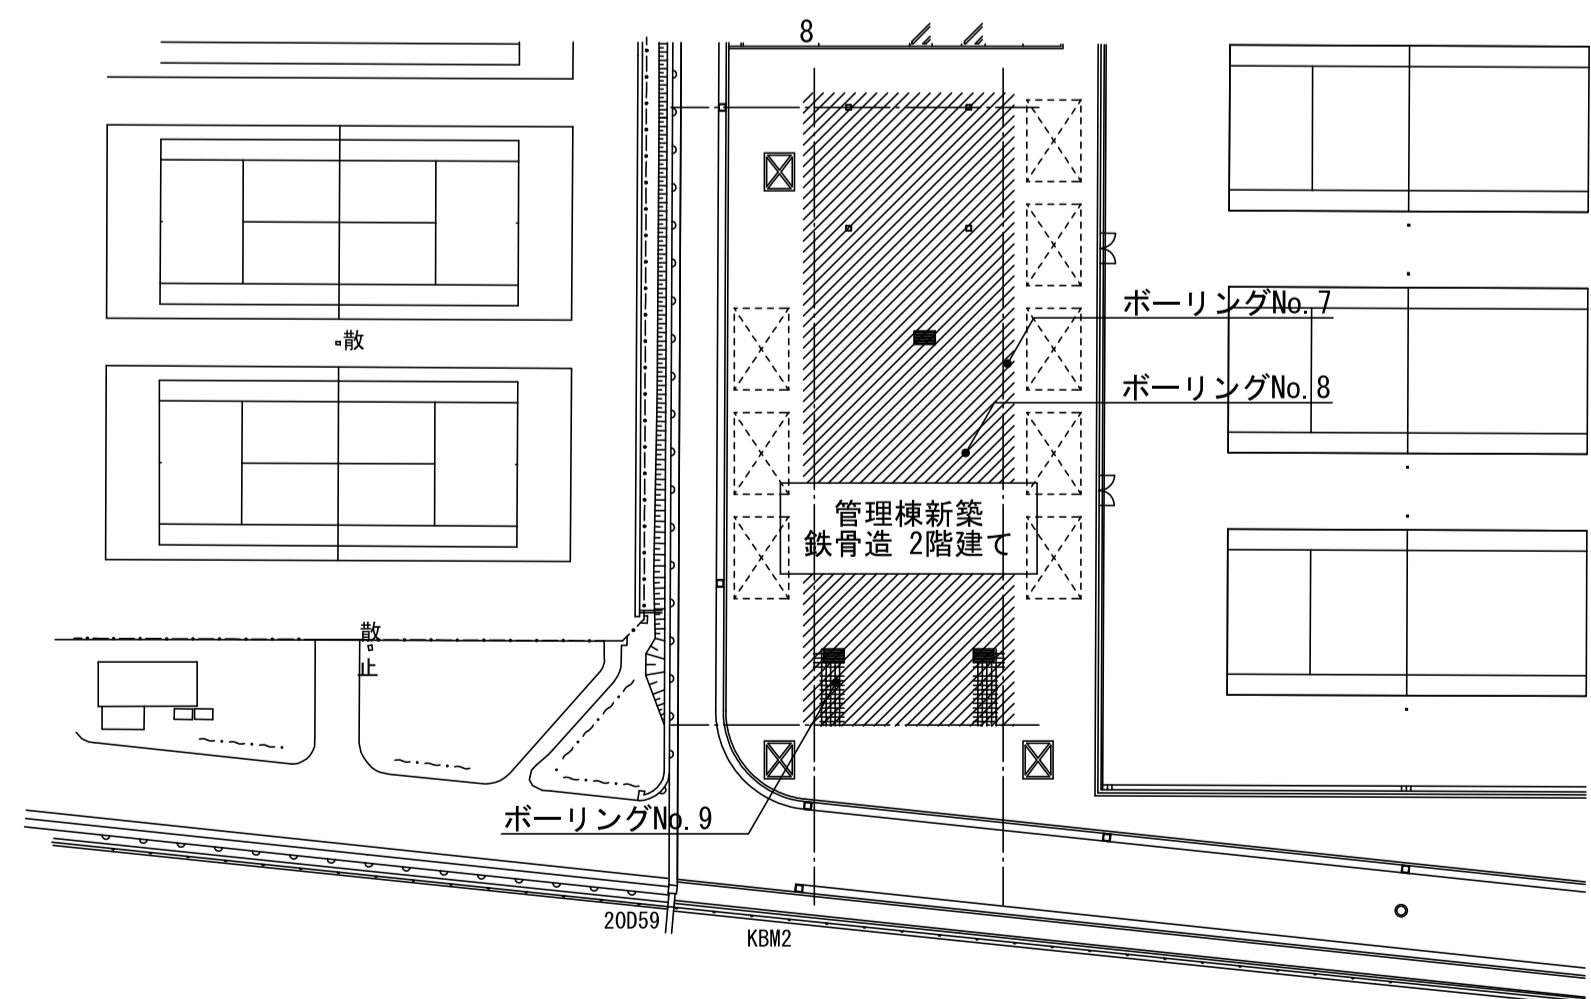 8
ボーリングNo.7
散
ボーリングNo.8
管理棟新築
鉄骨造 2階建て
散
止
ボーリングNo.9
20D59
KBM2